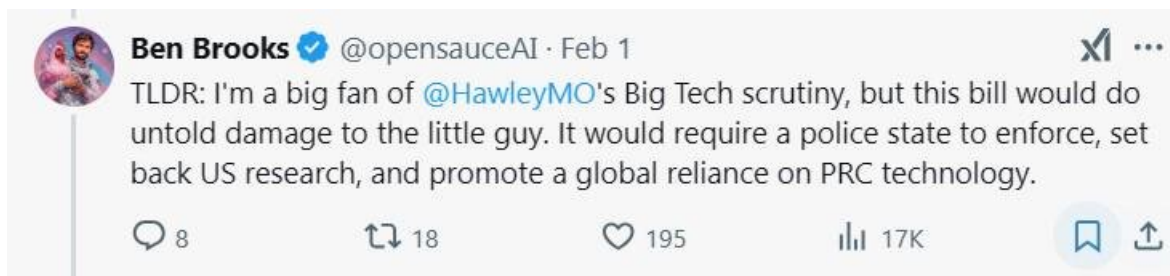 Ben Brooks @opensauceAI · Feb 1
TLDR: I'm a big fan of @HawleyMO's Big Tech scrutiny, but this bill would do
untold damage to the little guy. It would require a police state to enforce, set
back US research, and promote a global reliance on PRC technology.
8 18 195 17K